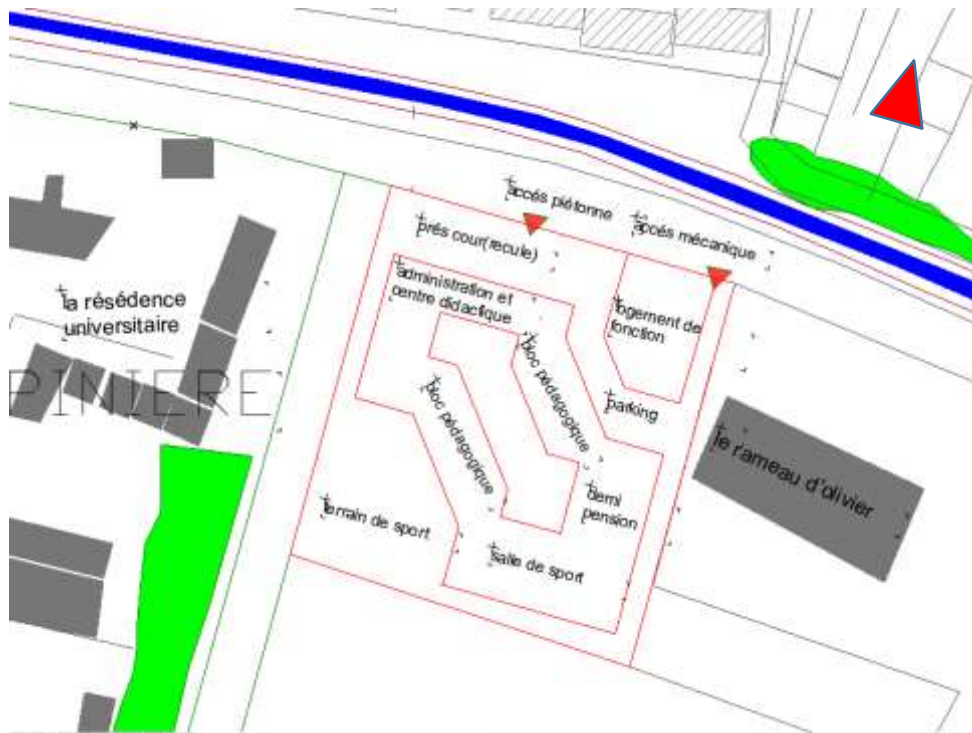 accés piétonne
accés mécanique
prés cour(recule)
administration et
centre didactique
logement de
fonction
la résédence
universitaire
PINIERE
bloc pédagogique
bloc pédagogique
parking
le rameau d'olivier
demi
pension
terrain de sport
salle de sport